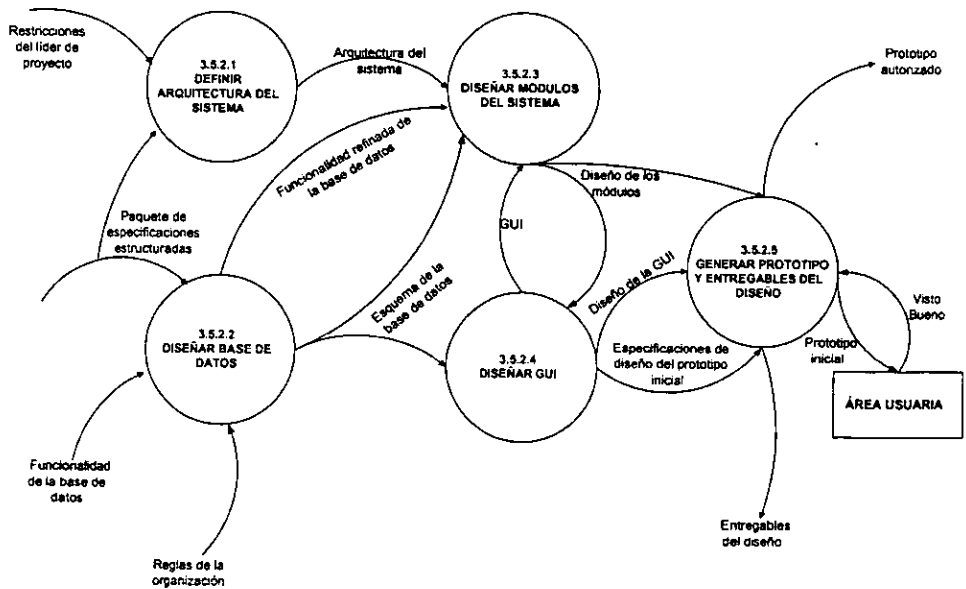 Restricciones
del líder de
proyecto
3.5.2.1
DEFINIR
ARQUITECTURA DEL
SISTEMA
Arquitectura del
sistema
3.5.2.3
DISEÑAR MODULOS
DEL SISTEMA
Prototipo
autorizado
Funcionalidad refinada de
la base de datos
Paquete de
especificaciones
estructuradas
Diseño de los
módulos
GUI
3.5.2.5
GENERAR PROTOTIPO
Y ENTREGABLES DEL
DISEÑO
Diseño de la GUI
Esquema de la
base de datos
Visto
Bueno
3.5.2.2
DISEÑAR BASE DE
DATOS
3.5.2.4
DISEÑAR GUI
Especificaciones de
diseño del prototipo
inicial
Prototipo
inicial
ÁREA USUARIA
Funcionalidad
de la base de
datos
Entregables
del diseño
Reglas de la
organización